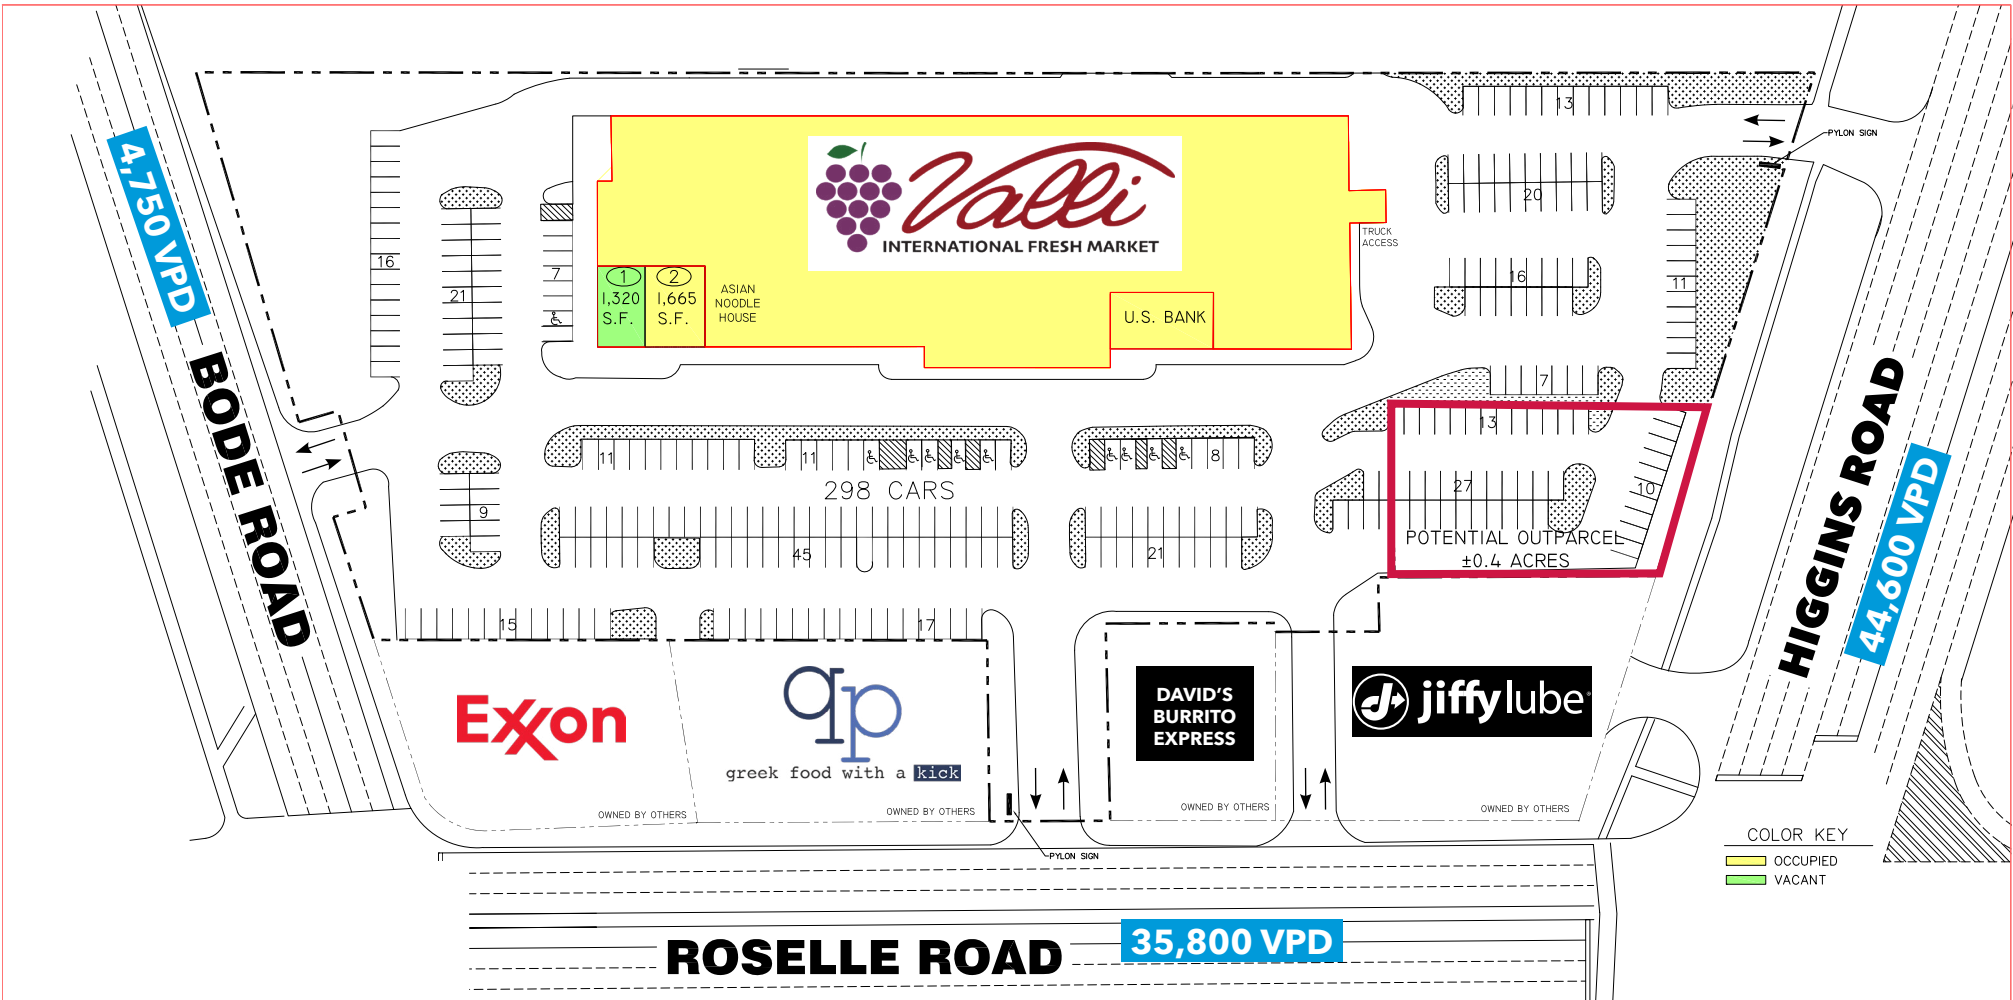 13
PYLON SIGN
4,750 VPD
Valli
INTERNATIONAL FRESH MARKET
20
TRUCK
ACCESS
16
21
7
1
1,320
S.F.
2
1,665
S.F.
ASIAN
NOODLE
HOUSE
U.S. BANK
16
11
7
BODE ROAD
13
11
11
8
298 CARS
27
10
9
45
21
POTENTIAL OUTPARCEL
±0.4 ACRES
HIGGINS ROAD
44,600 VPD
15
17
Exxon
qp
greek food with a kick
DAVID'S
BURRITO
EXPRESS
jiffylube®
OWNED BY OTHERS
OWNED BY OTHERS
OWNED BY OTHERS
OWNED BY OTHERS
PYLON SIGN
COLOR KEY
OCCUPIED
VACANT
ROSELLE ROAD
35,800 VPD